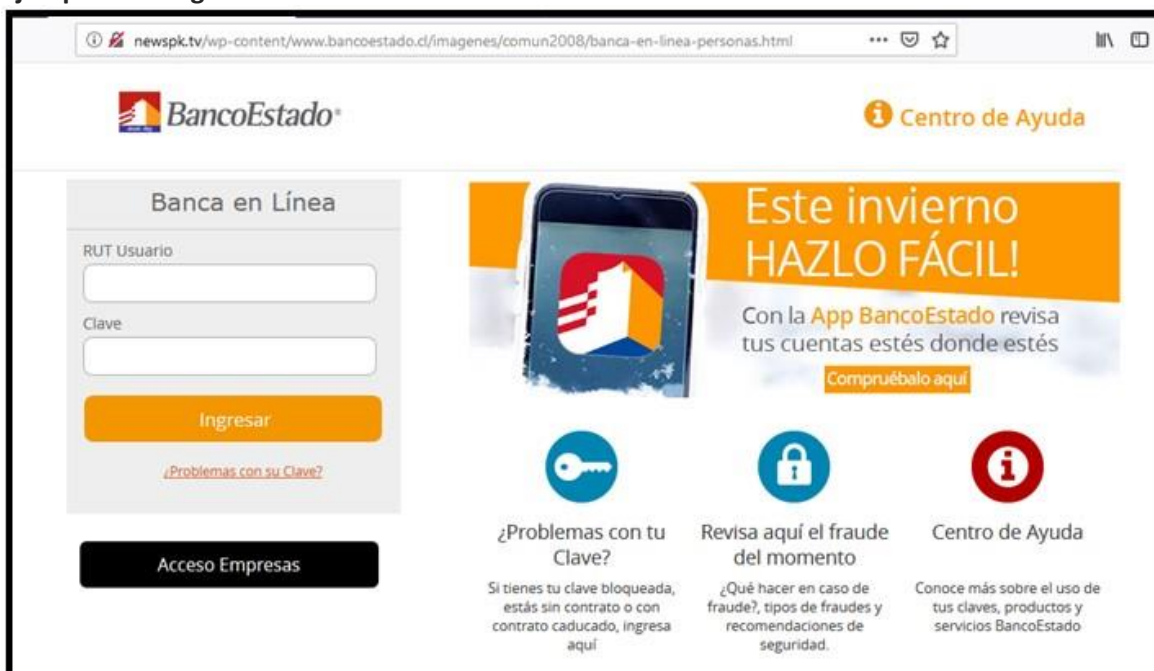 newspk.tv/wp-content/www.bancoestado.cl/imagenes/comun2008/banca-en-linea-personas.html
BancoEstado®
Centro de Ayuda
Banca en Línea
RUT Usuario
Clave
Ingresar
¿Problemas con su Clave?
Acceso Empresas
Este invierno
HAZLO FÁCIL!
Con la App BancoEstado revisa
tus cuentas estés donde estés
Compruébalo aquí
¿Problemas con tu
Clave?
Si tienes tu clave bloqueada,
estás sin contrato o con
contrato caducado, ingresa
aquí
Revisa aquí el fraude
del momento
¿Qué hacer en caso de
fraude?, tipos de fraudes y
recomendaciones de
seguridad.
Centro de Ayuda
Conoce más sobre el uso de
tus claves, productos y
servicios BancoEstado